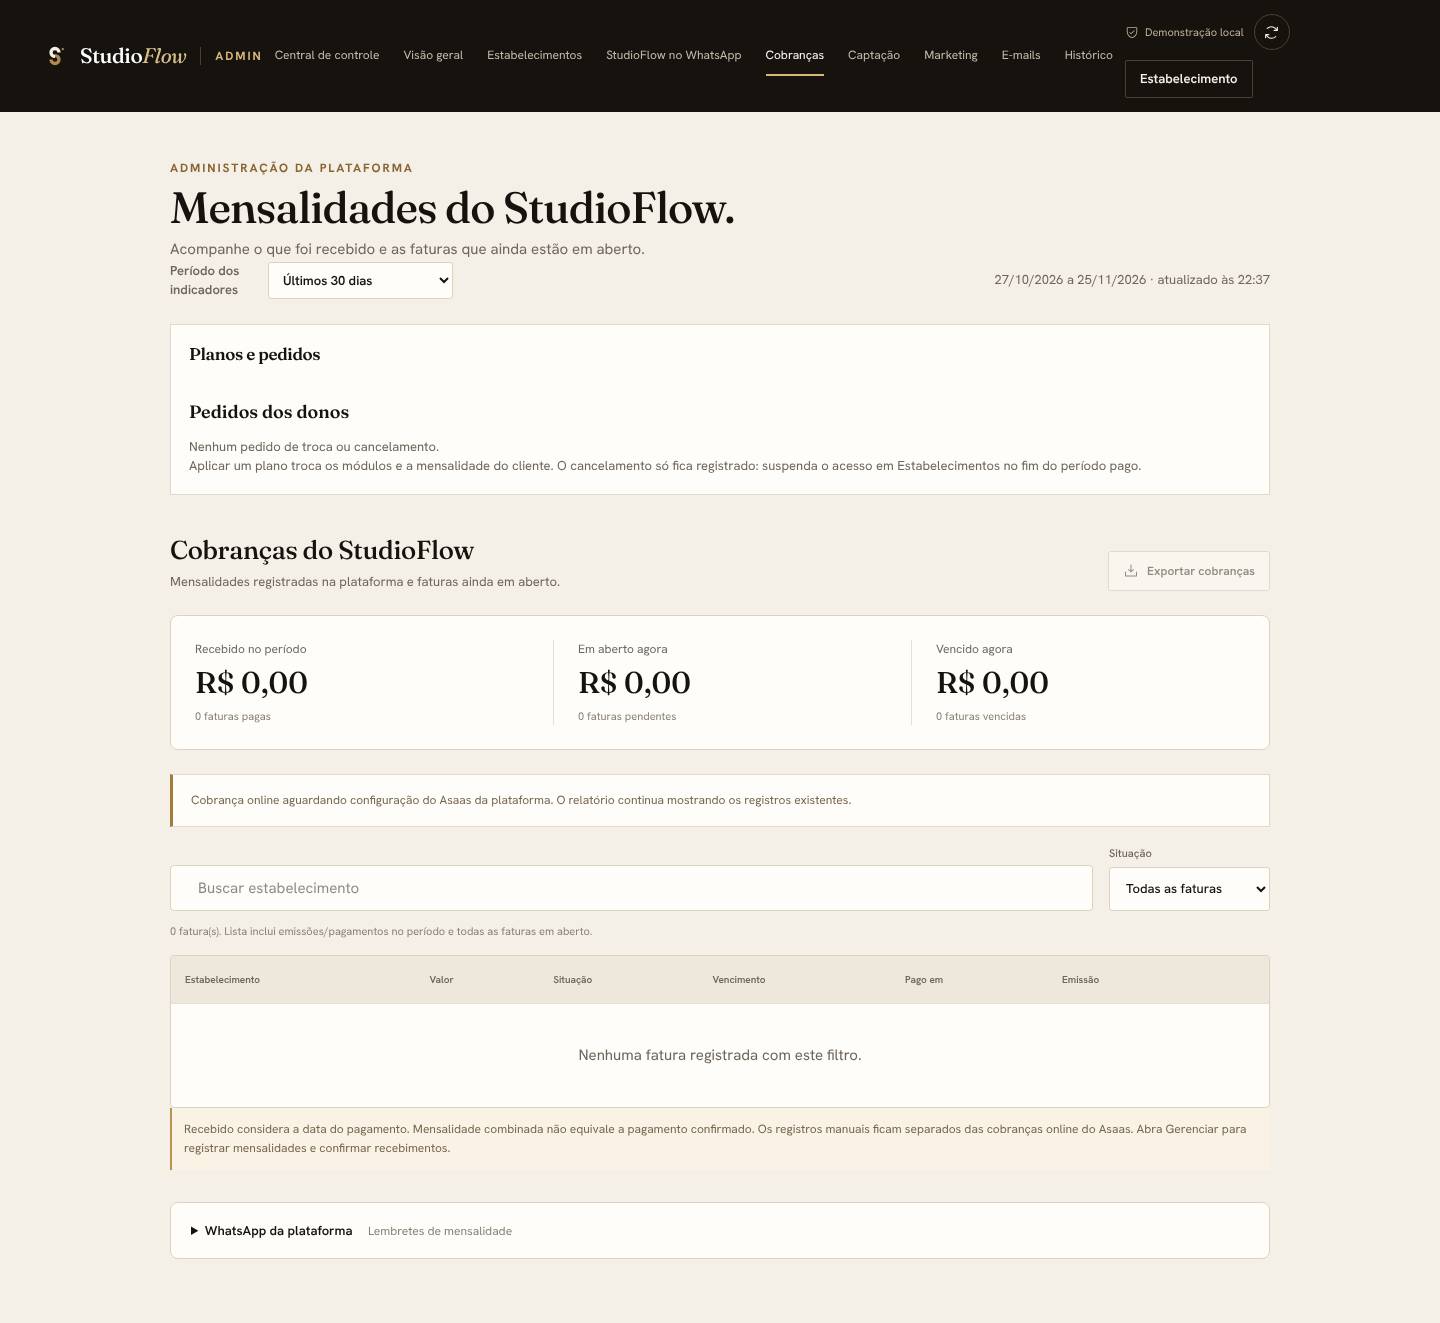 StudioFlow ADMIN Central de controle Visão geral Estabelecimentos StudioFlow no WhatsApp Cobranças Captação Marketing E-mails Histórico
Demonstração local
Estabelecimento
ADMINISTRAÇÃO DA PLATAFORMA
Mensalidades do StudioFlow.
Acompanhe o que foi recebido e as faturas que ainda estão em aberto.
Período dos
indicadores
Últimos 30 dias
27/10/2026 a 25/11/2026 · atualizado às 22:37
Planos e pedidos
Pedidos dos donos
Nenhum pedido de troca ou cancelamento.
Aplicar um plano troca os módulos e a mensalidade do cliente. O cancelamento só fica registrado: suspenda o acesso em Estabelecimentos no fim do período pago.
Cobranças do StudioFlow
Mensalidades registradas na plataforma e faturas ainda em aberto.
Exportar cobranças
Recebido no período
R$ 0,00
0 faturas pagas
Em aberto agora
R$ 0,00
0 faturas pendentes
Vencido agora
R$ 0,00
0 faturas vencidas
Cobrança online aguardando configuração do Asaas da plataforma. O relatório continua mostrando os registros existentes.
Buscar estabelecimento
Situação
Todas as faturas
0 fatura(s). Lista inclui emissões/pagamentos no período e todas as faturas em aberto.
Estabelecimento Valor Situação Vencimento Pago em Emissão
Nenhuma fatura registrada com este filtro.
Recebido considera a data do pagamento. Mensalidade combinada não equivale a pagamento confirmado. Os registros manuais ficam separados das cobranças online do Asaas. Abra Gerenciar para
registrar mensalidades e confirmar recebimentos.
WhatsApp da plataforma Lembretes de mensalidade